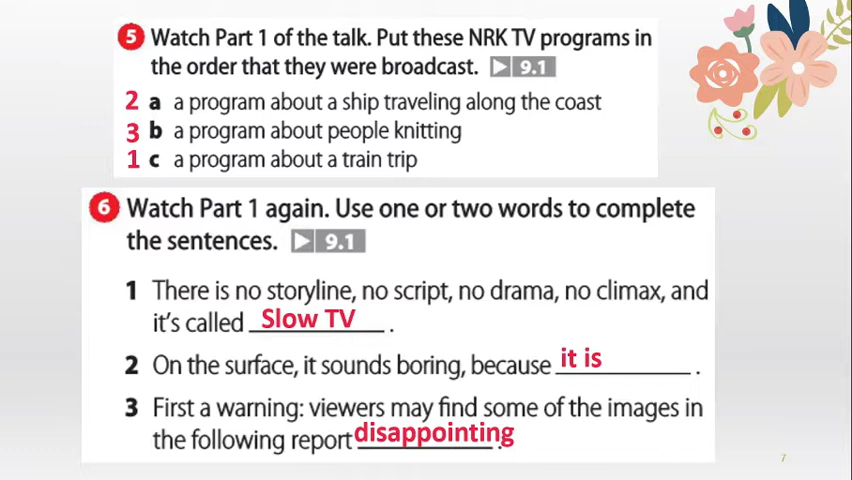 5 Watch Part 1 of the talk. Put these NRK TV programs in
the order that they were broadcast. ▶ 9.1
2 a a program about a ship traveling along the coast
3 b a program about people knitting
1 c a program about a train trip
6 Watch Part 1 again. Use one or two words to complete
the sentences. ▶ 9.1
1 There is no storyline, no script, no drama, no climax, and
it's called Slow TV .
2 On the surface, it sounds boring, because it is .
3 First a warning: viewers may find some of the images in
the following report disappointing .
7